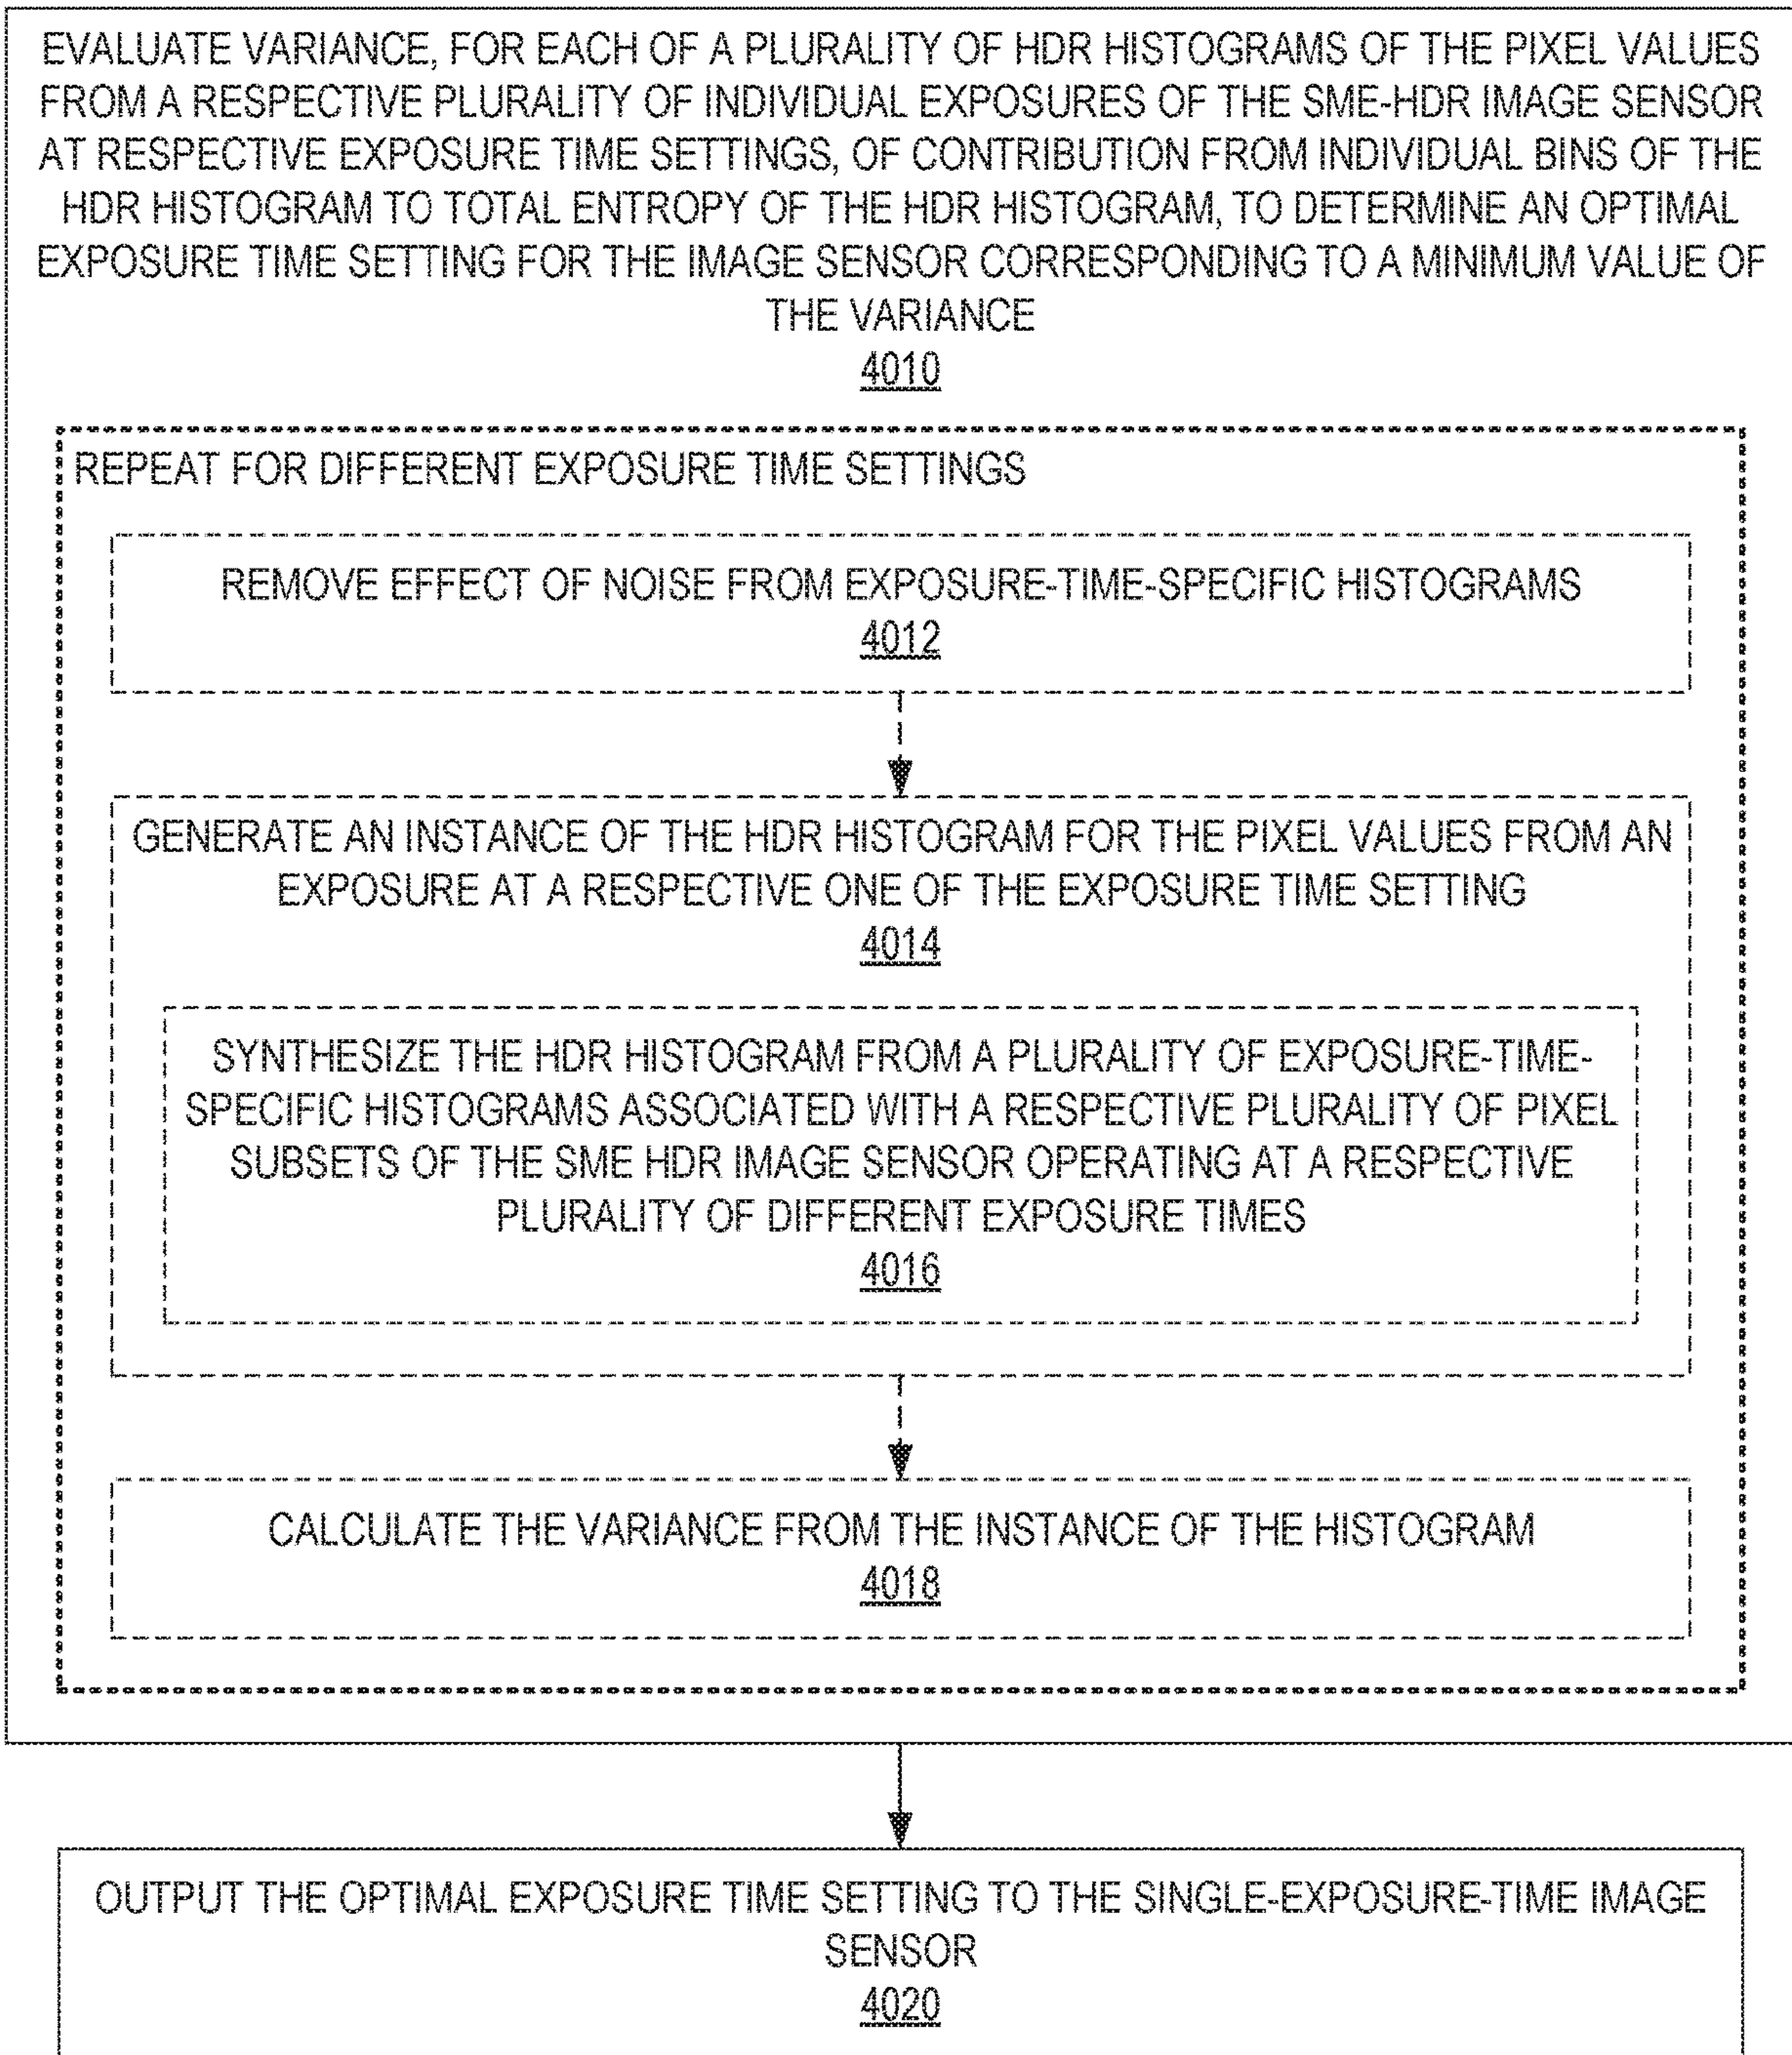 EVALUATE VARIANCE, FOR EACH OF A PLURALITY OF HDR HISTOGRAMS OF THE PIXEL VALUES
FROM A RESPECTIVE PLURALITY OF INDIVIDUAL EXPOSURES OF THE SME-HDR IMAGE SENSOR
AT RESPECTIVE EXPOSURE TIME SETTINGS, OF CONTRIBUTION FROM INDIVIDUAL BINS OF THE
HDR HISTOGRAM TO TOTAL ENTROPY OF THE HDR HISTOGRAM, TO DETERMINE AN OPTIMAL
EXPOSURE TIME SETTING FOR THE IMAGE SENSOR CORRESPONDING TO A MINIMUM VALUE OF
THE VARIANCE
4010
REPEAT FOR DIFFERENT EXPOSURE TIME SETTINGS
REMOVE EFFECT OF NOISE FROM EXPOSURE-TIME-SPECIFIC HISTOGRAMS
4012
GENERATE AN INSTANCE OF THE HDR HISTOGRAM FOR THE PIXEL VALUES FROM AN
EXPOSURE AT A RESPECTIVE ONE OF THE EXPOSURE TIME SETTING
4014
SYNTHESIZE THE HDR HISTOGRAM FROM A PLURALITY OF EXPOSURE-TIME-
SPECIFIC HISTOGRAMS ASSOCIATED WITH A RESPECTIVE PLURALITY OF PIXEL
SUBSETS OF THE SME HDR IMAGE SENSOR OPERATING AT A RESPECTIVE
PLURALITY OF DIFFERENT EXPOSURE TIMES
4016
CALCULATE THE VARIANCE FROM THE INSTANCE OF THE HISTOGRAM
4018
OUTPUT THE OPTIMAL EXPOSURE TIME SETTING TO THE SINGLE-EXPOSURE-TIME IMAGE
SENSOR
4020